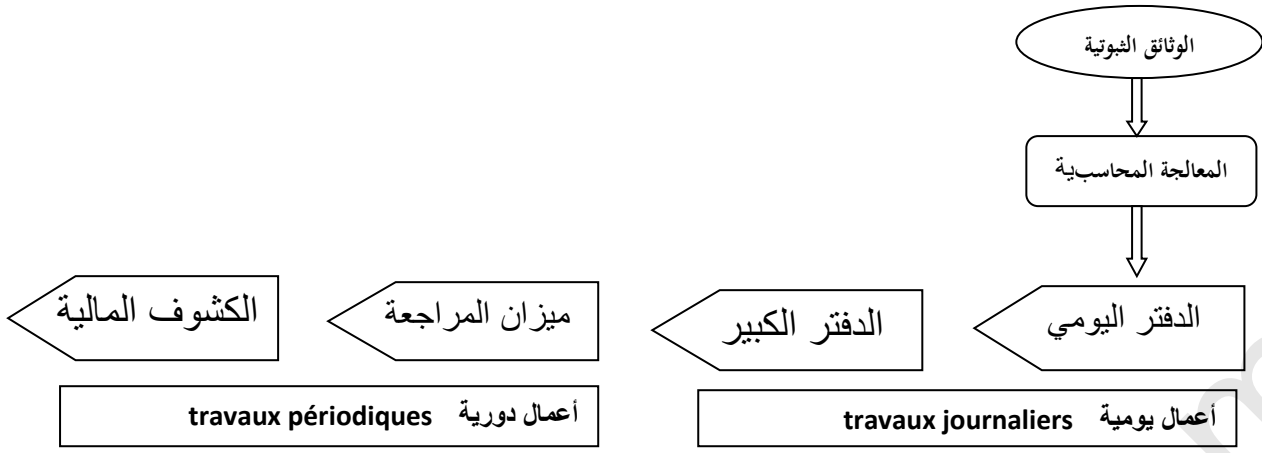 الوثائق الثبوتية
المعالجة المحاسبية
الدفتر اليومي
الدفتر الكبير
ميزان المراجعة
الكشوف المالية
أعمال يومية travaux journaliers
أعمال دورية travaux périodiques